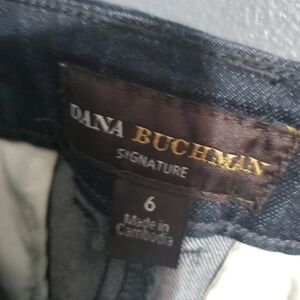 DANA BUCHMAN
SIGNATURE
6
Made in
Cambodia